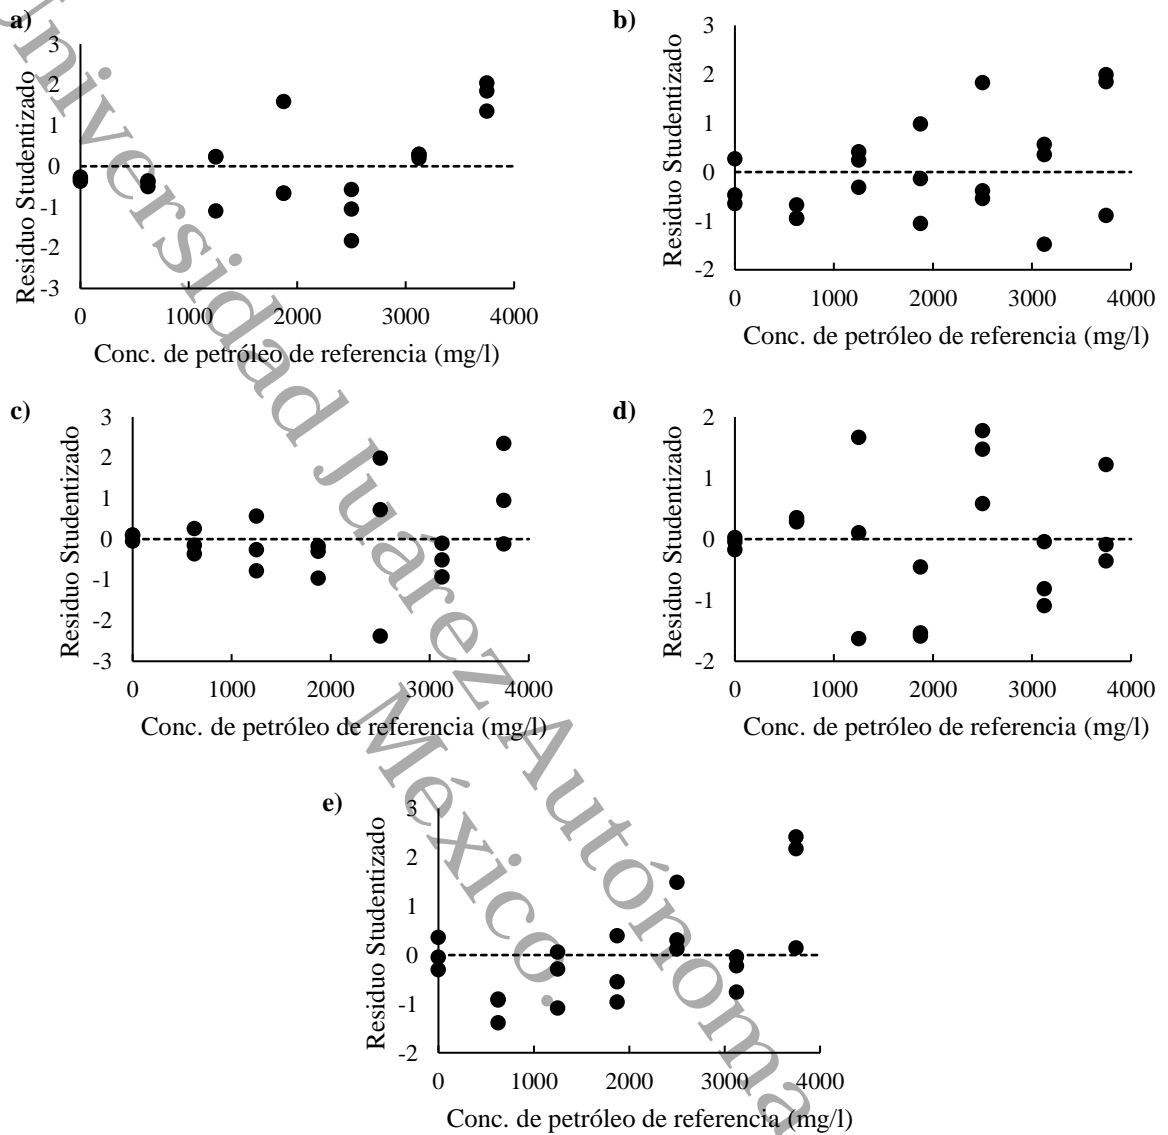 a)
3
2
1
0
-1
-2
-3
Residuo Studentizado
0 1000 2000 3000 4000
Conc. de petróleo de referencia (mg/l)
b)
3
2
1
0
-1
-2
Residuo Studentizado
0 1000 2000 3000 4000
Conc. de petróleo de referencia (mg/l)
c)
3
2
1
0
-1
-2
-3
Residuo Studentizado
0 1000 2000 3000 4000
Conc. de petróleo de referencia (mg/l)
d)
2
1
0
-1
-2
Residuo Studentizado
0 1000 2000 3000 4000
Conc. de petróleo de referencia (mg/l)
e)
3
2
1
0
-1
-2
Residuo Studentizado
0 1000 2000 3000 4000
Conc. de petróleo de referencia (mg/l)
Universidad Juárez Autónoma
México.